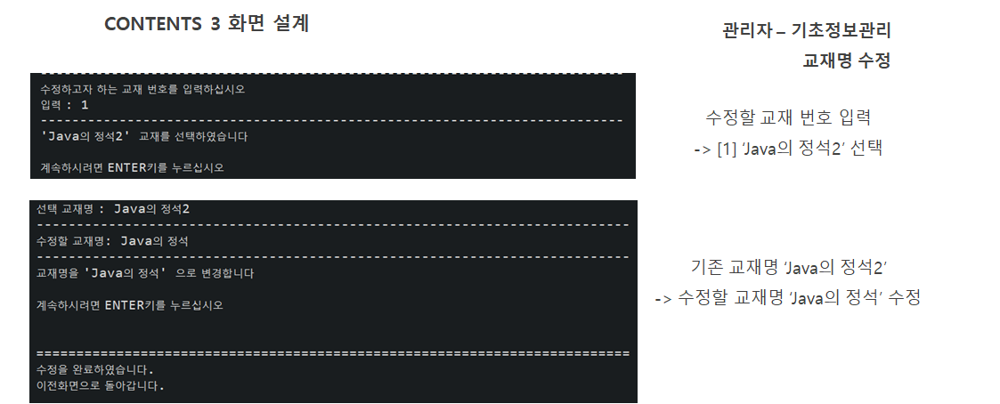 CONTENTS 3 화면 설계
관리자 – 기초정보관리
교재명 수정
--------------------------------------------------------------------------
수정하고자 하는 교재 번호를 입력하십시오
입력 : 1
--------------------------------------------------------------------------
'Java의 정석2' 교재를 선택하였습니다
계속하시려면 ENTER키를 누르십시오
수정할 교재 번호 입력
-> [1] ‘Java의 정석2’ 선택
선택 교재명 : Java의 정석2
--------------------------------------------------------------------------
수정할 교재명: Java의 정석
--------------------------------------------------------------------------
교재명을 'Java의 정석' 으로 변경합니다
계속하시려면 ENTER키를 누르십시오
==========================================================================
수정을 완료하였습니다.
이전화면으로 돌아갑니다.
기존 교재명 ‘Java의 정석2’
-> 수정할 교재명 ‘Java의 정석’ 수정